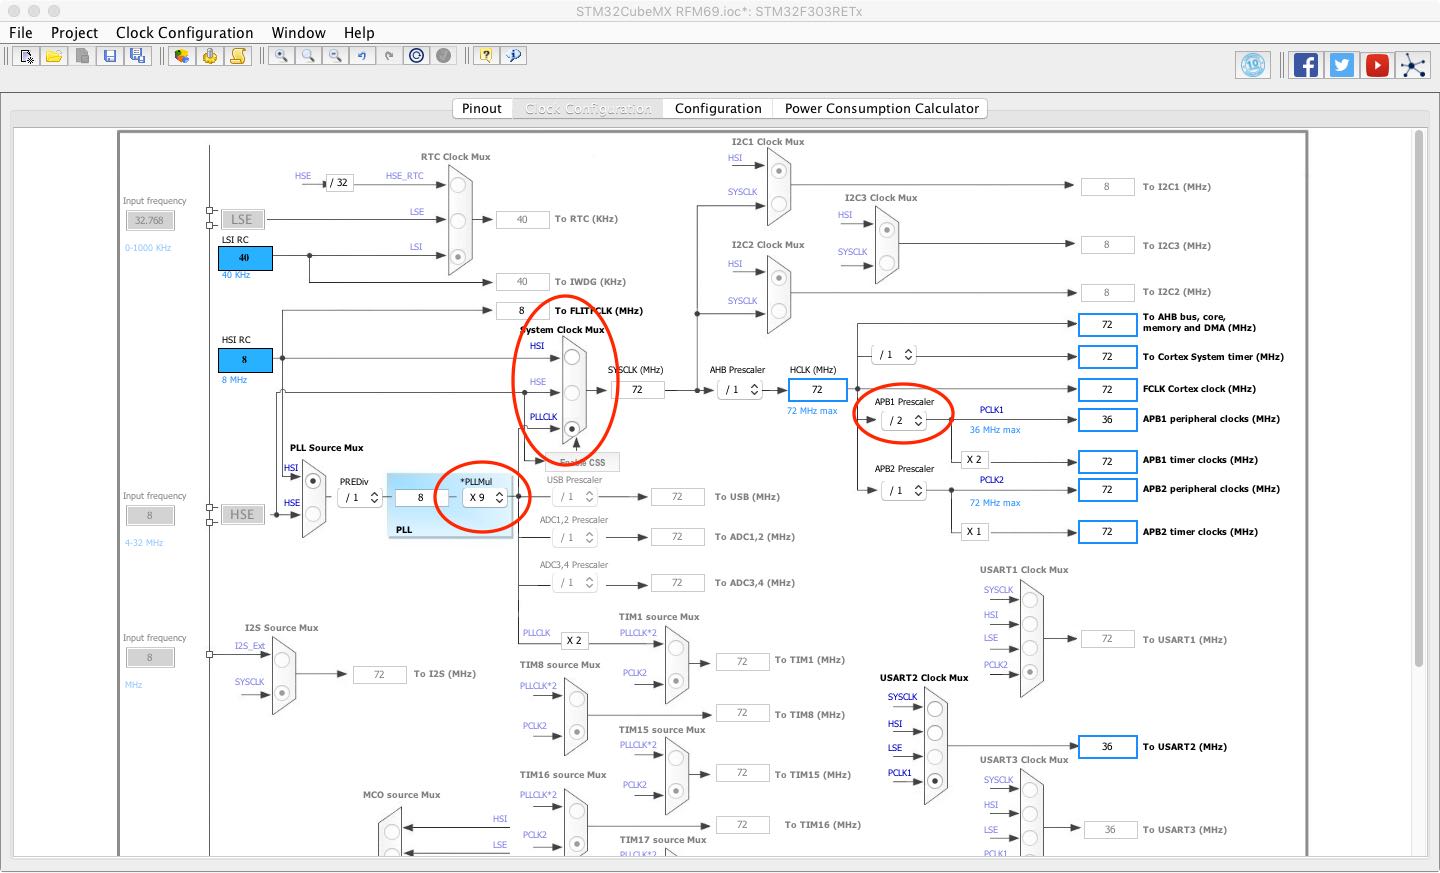 STM32CubeMX RFM69.ioc*: STM32F303RETx
File Project Clock Configuration Window Help
10
Pinout Clock Configuration Configuration Power Consumption Calculator
I2C1 Clock Mux
RTC Clock Mux
HSI
HSE / 32 HSE_RTC
8 To I2C1 (MHz)
SYSCLK
I2C3 Clock Mux
Input frequency
LSE
HSI
32.768 LSE
40 To RTC (KHz)
LSI RC
I2C2 Clock Mux
8 To I2C3 (MHz)
0-1000 KHz
LSI
SYSCLK
40
HSI
40 KHz
40 To IWDG (KHz)
8 To I2C2 (MHz)
SYSCLK
8 To FLITFCLK (MHz)
72 To AHB bus, core,
memory and DMA (MHz)
System Clock Mux
HSI RC
HSI
/ 1
72 To Cortex System timer (MHz)
8
8 MHz
SYSCLK (MHz) AHB Prescaler HCLK (MHz)
HSE
72 / 1 72
72 FCLK Cortex clock (MHz)
72 MHz max
APB1 Prescaler
PCLK1
PLLCLK
/ 2
36 APB1 peripheral clocks (MHz)
36 MHz max
PLL Source Mux
Enable CSS
X 2
72 APB1 timer clocks (MHz)
HSI
PREDiv
*PLLMul
USB Prescaler
APB2 Prescaler
PCLK2
Input frequency
HSE
/ 1
8
X 9
/ 1
72 To USB (MHz)
/ 1
72 APB2 peripheral clocks (MHz)
72 MHz max
8 HSE
PLL
ADC1,2 Prescaler
X 1
72 APB2 timer clocks (MHz)
4-32 MHz
/ 1
72 To ADC1,2 (MHz)
ADC3,4 Prescaler
USART1 Clock Mux
/ 1
72 To ADC3,4 (MHz)
SYSCLK
HSI
TIM1 source Mux
Input frequency
I2S Source Mux
PLLCLK X 2 PLLCLK*2
LSE
72 To USART1 (MHz)
8
I2S_Ext
TIM8 source Mux
72 To TIM1 (MHz)
PCLK2
MHz
SYSCLK
72 To I2S (MHz)
PCLK2
USART2 Clock Mux
PLLCLK*2
SYSCLK
72 To TIM8 (MHz)
PCLK2
HSI
TIM15 source Mux
PLLCLK*2
LSE
36 To USART2 (MHz)
USART3 Clock Mux
TIM16 source Mux
72 To TIM15 (MHz)
PCLK1
SYSCLK
PCLK2
MCO source Mux
PLLCLK*2
HSI
HSI
72 To TIM16 (MHz)
PCLK2
LSE
36 To USART3 (MHz)
LSE
TIM17 source Mux
PLLCLK*2
PCLK1